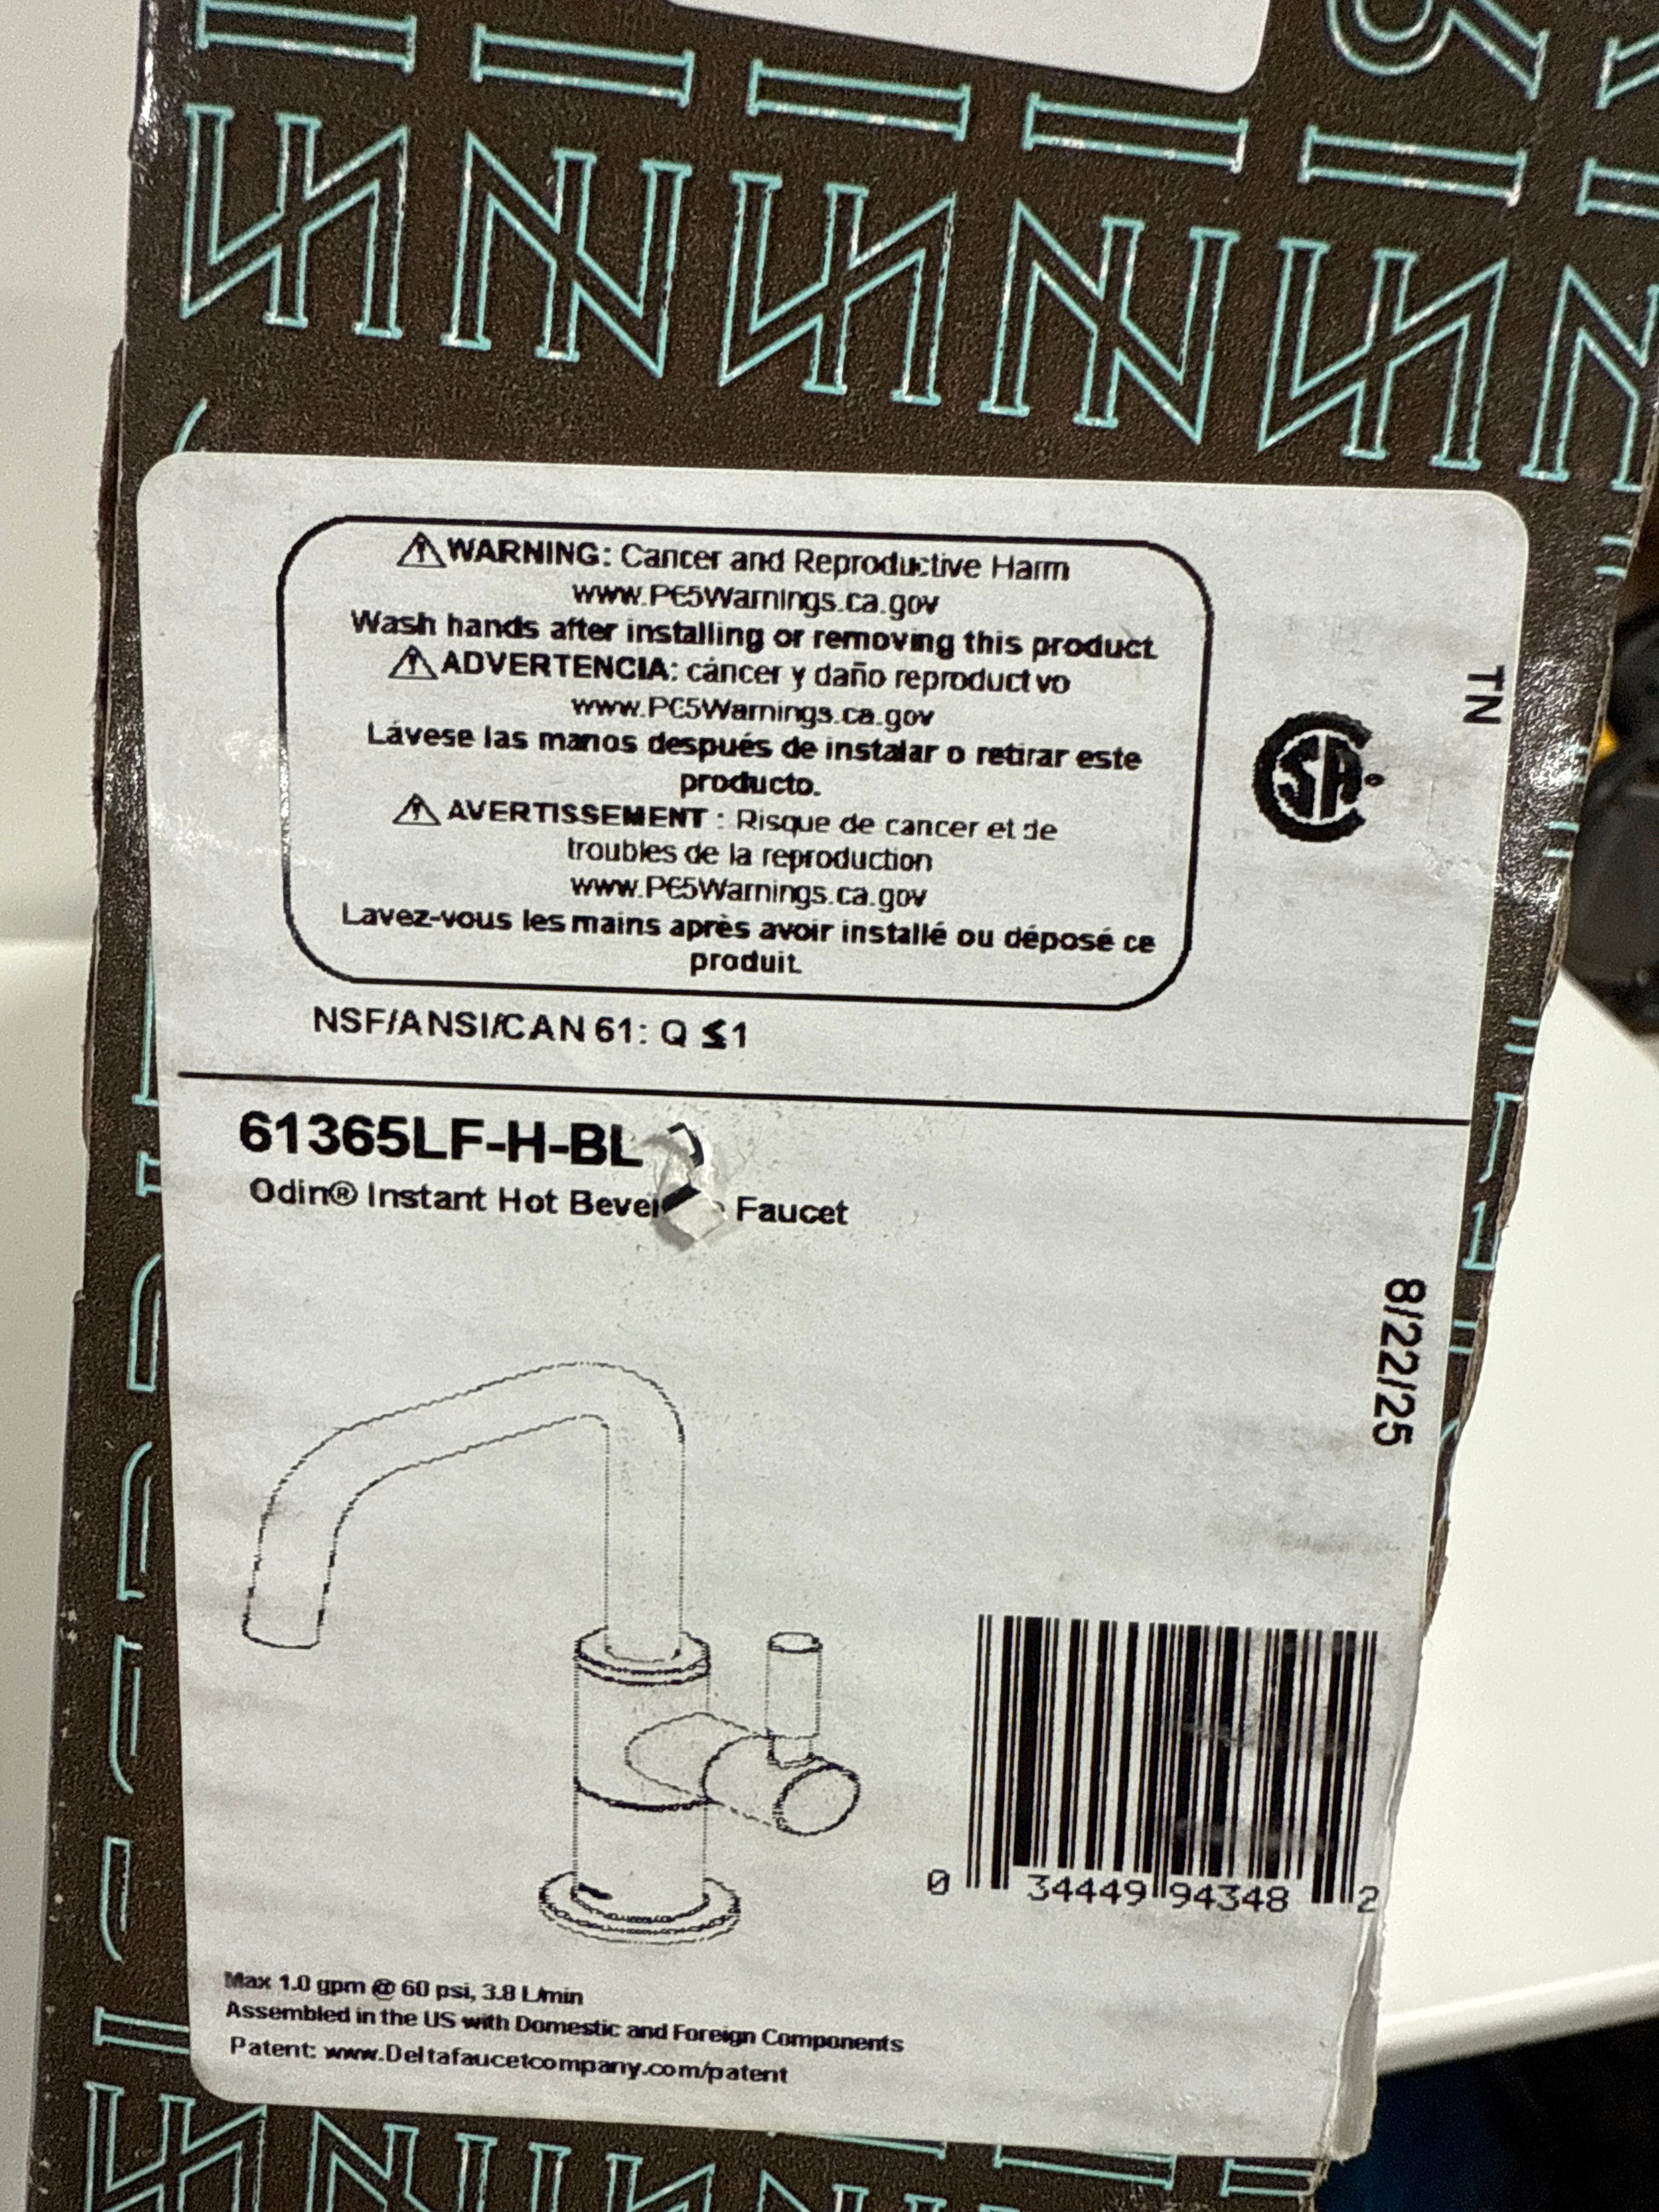 ⚠WARNING: Cancer and Reproductive Harm
www.P65Warnings.ca.gov
Wash hands after installing or removing this product.
⚠ADVERTENCIA: cáncer y daño reproductivo
www.P65Warnings.ca.gov
Lávese las manos después de instalar o retirar este
producto.
⚠ AVERTISSEMENT : Risque de cancer et de
troubles de la reproduction
www.P65Warnings.ca.gov
Lavez-vous les mains après avoir installé ou déposé ce
produit.
NSF/ANSI/CAN 61: Q ≤1
TN
CSA®
61365LF-H-BL
Odin® Instant Hot Faucet
8/22/25
0 34449 94348 2
Max 1.0 gpm @ 60 psi, 3.8 L/min
Assembled in the US with Domestic and Foreign Components
Patent: www.Deltafaucetcompany.com/patent